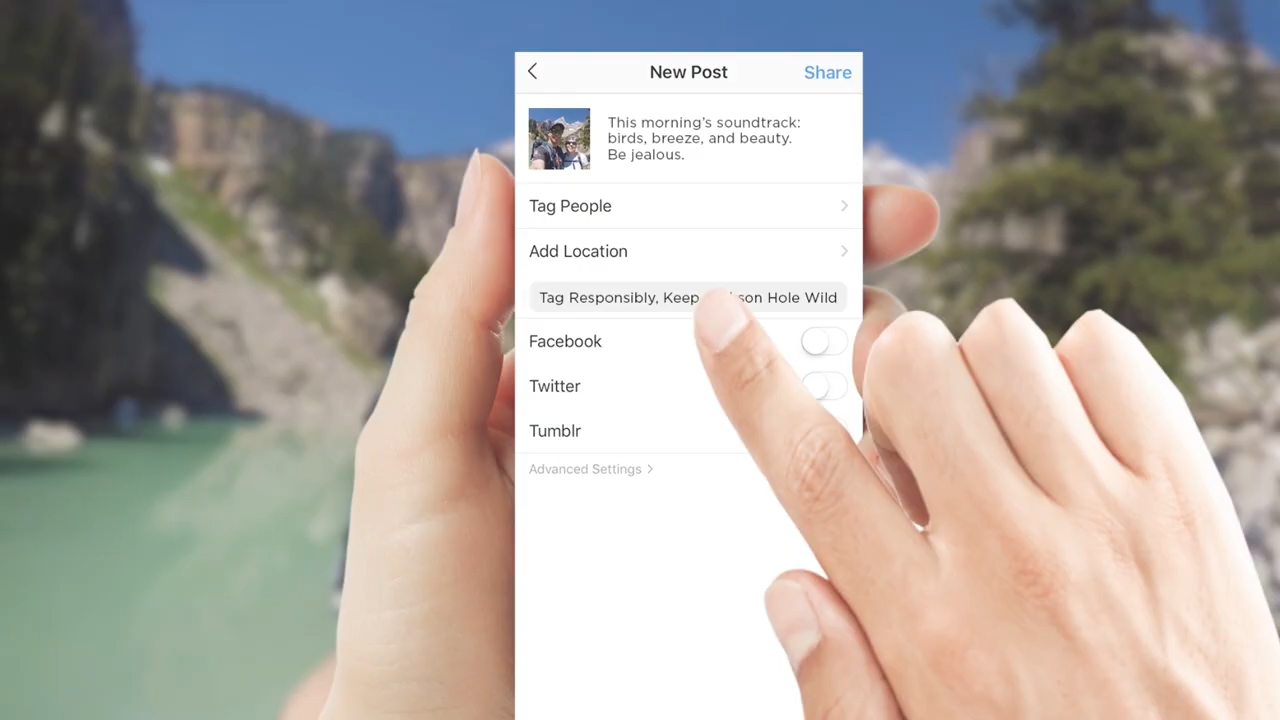 New Post
Share
This morning's soundtrack:
birds, breeze, and beauty.
Be jealous.
Tag People
Add Location
Tag Responsibly, Keep Hole Wild
Facebook
Twitter
Tumblr
Advanced Settings